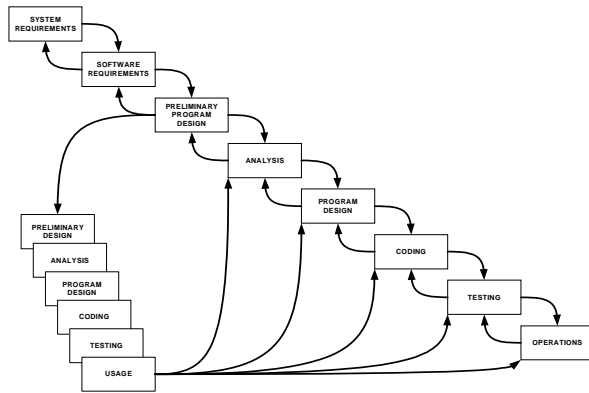 SYSTEM
REQUIREMENTS
SOFTWARE
REQUIREMENTS
PRELIMINARY
PROGRAM
DESIGN
ANALYSIS
PROGRAM
DESIGN
CODING
TESTING
OPERATIONS
PRELIMINARY
DESIGN
ANALYSIS
PROGRAM
DESIGN
CODING
TESTING
USAGE